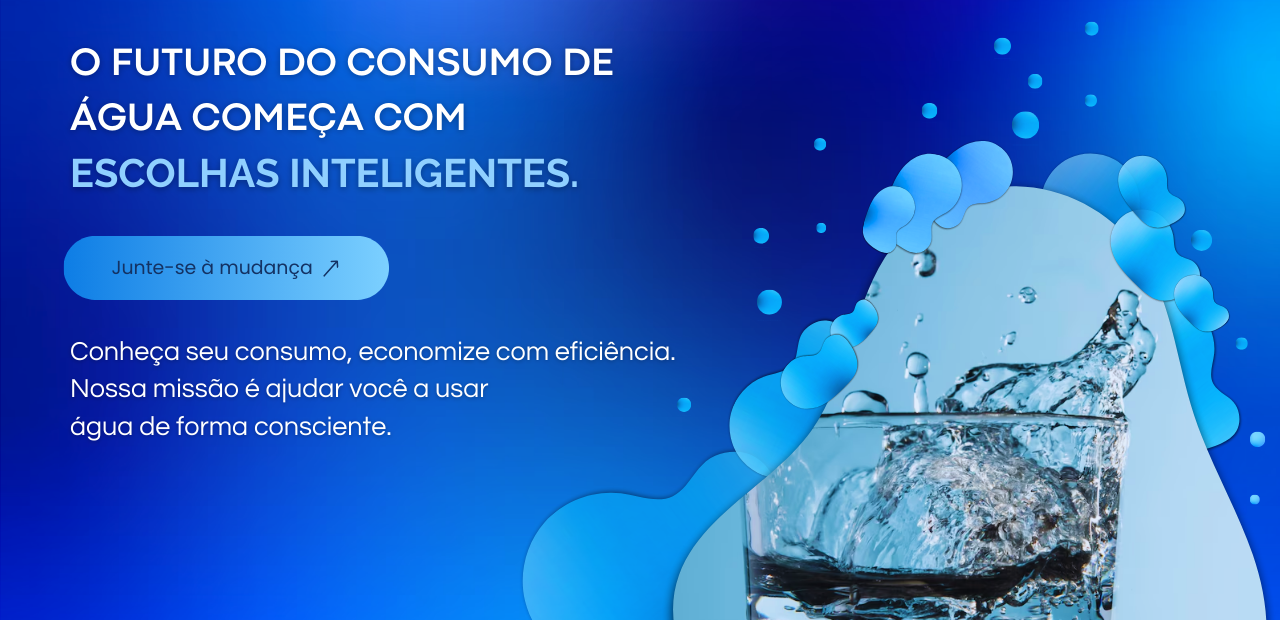 O FUTURO DO CONSUMO DE
ÁGUA COMEÇA COM
ESCOLHAS INTELIGENTES.
Junte-se à mudança ↗
Conheça seu consumo, economize com eficiência.
Nossa missão é ajudar você a usar
água de forma consciente.